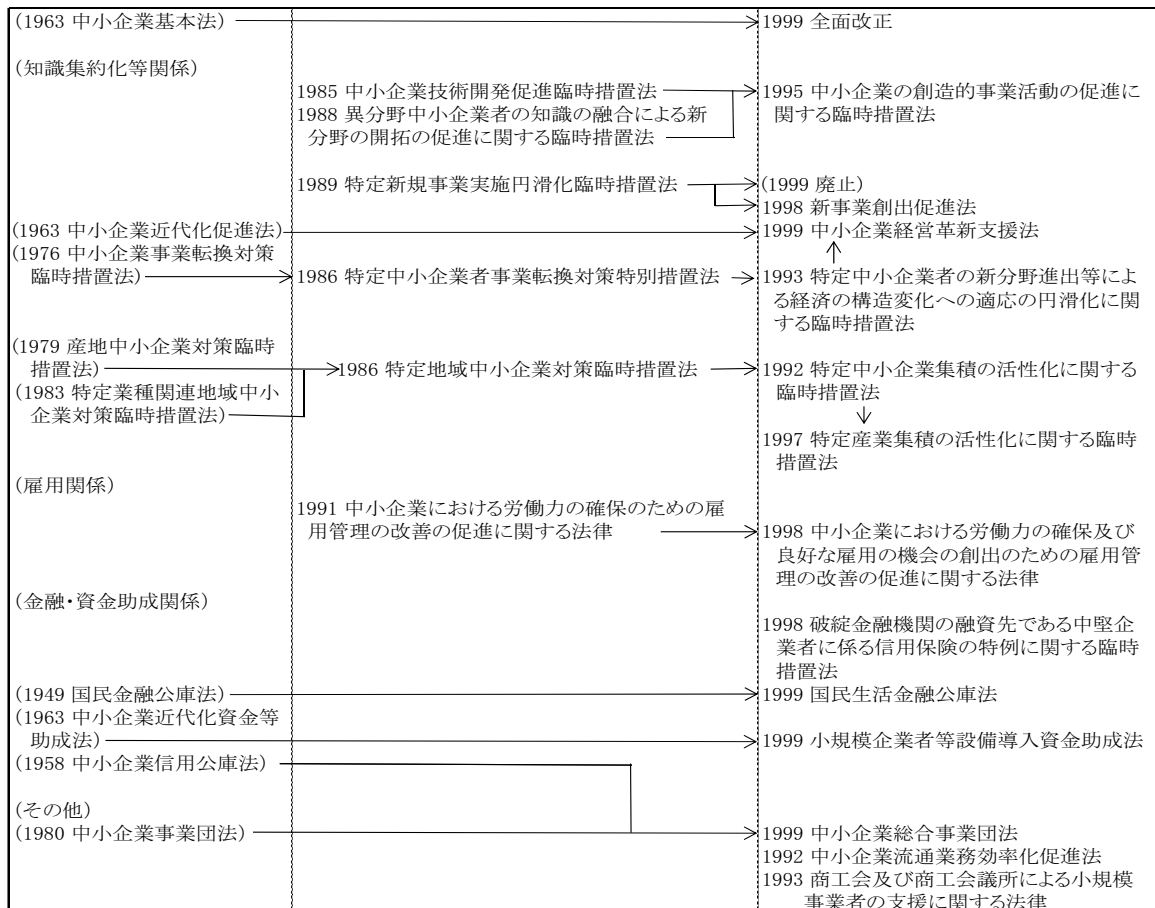 (1963 中小企業基本法)
1999 全面改正
(知識集約化等関係)
1985 中小企業技術開発促進臨時措置法
1988 異分野中小企業者の知識の融合による新
分野の開拓の促進に関する臨時措置法
1995 中小企業の創造的事業活動の促進に
関する臨時措置法
1989 特定新規事業実施円滑化臨時措置法
(1999 廃止)
1998 新事業創出促進法
(1963 中小企業近代化促進法)
1999 中小企業経営革新支援法
(1976 中小企業事業転換対策
臨時措置法)
1986 特定中小企業者事業転換対策特別措置法
1993 特定中小企業者の新分野進出等によ
る経済の構造変化への適応の円滑化に関
する臨時措置法
(1979 産地中小企業対策臨時
措置法)
(1983 特定業種関連地域中小
企業対策臨時措置法)
1986 特定地域中小企業対策臨時措置法
1992 特定中小企業集積の活性化に関する
臨時措置法
1997 特定産業集積の活性化に関する臨時
措置法
(雇用関係)
1991 中小企業における労働力の確保のための雇
用管理の改善の促進に関する法律
1998 中小企業における労働力の確保及び
良好な雇用の機会の創出のための雇用管
理の改善の促進に関する法律
(金融・資金助成関係)
1998 破綻金融機関の融資先である中堅企
業者に係る信用保険の特例に関する臨時
措置法
(1949 国民金融公庫法)
1999 国民生活金融公庫法
(1963 中小企業近代化資金等
助成法)
1999 小規模企業者等設備導入資金助成法
(1958 中小企業信用公庫法)
(その他)
(1980 中小企業事業団法)
1999 中小企業総合事業団法
1992 中小企業流通業務効率化促進法
1993 商工会及び商工会議所による小規模
事業者の支援に関する法律